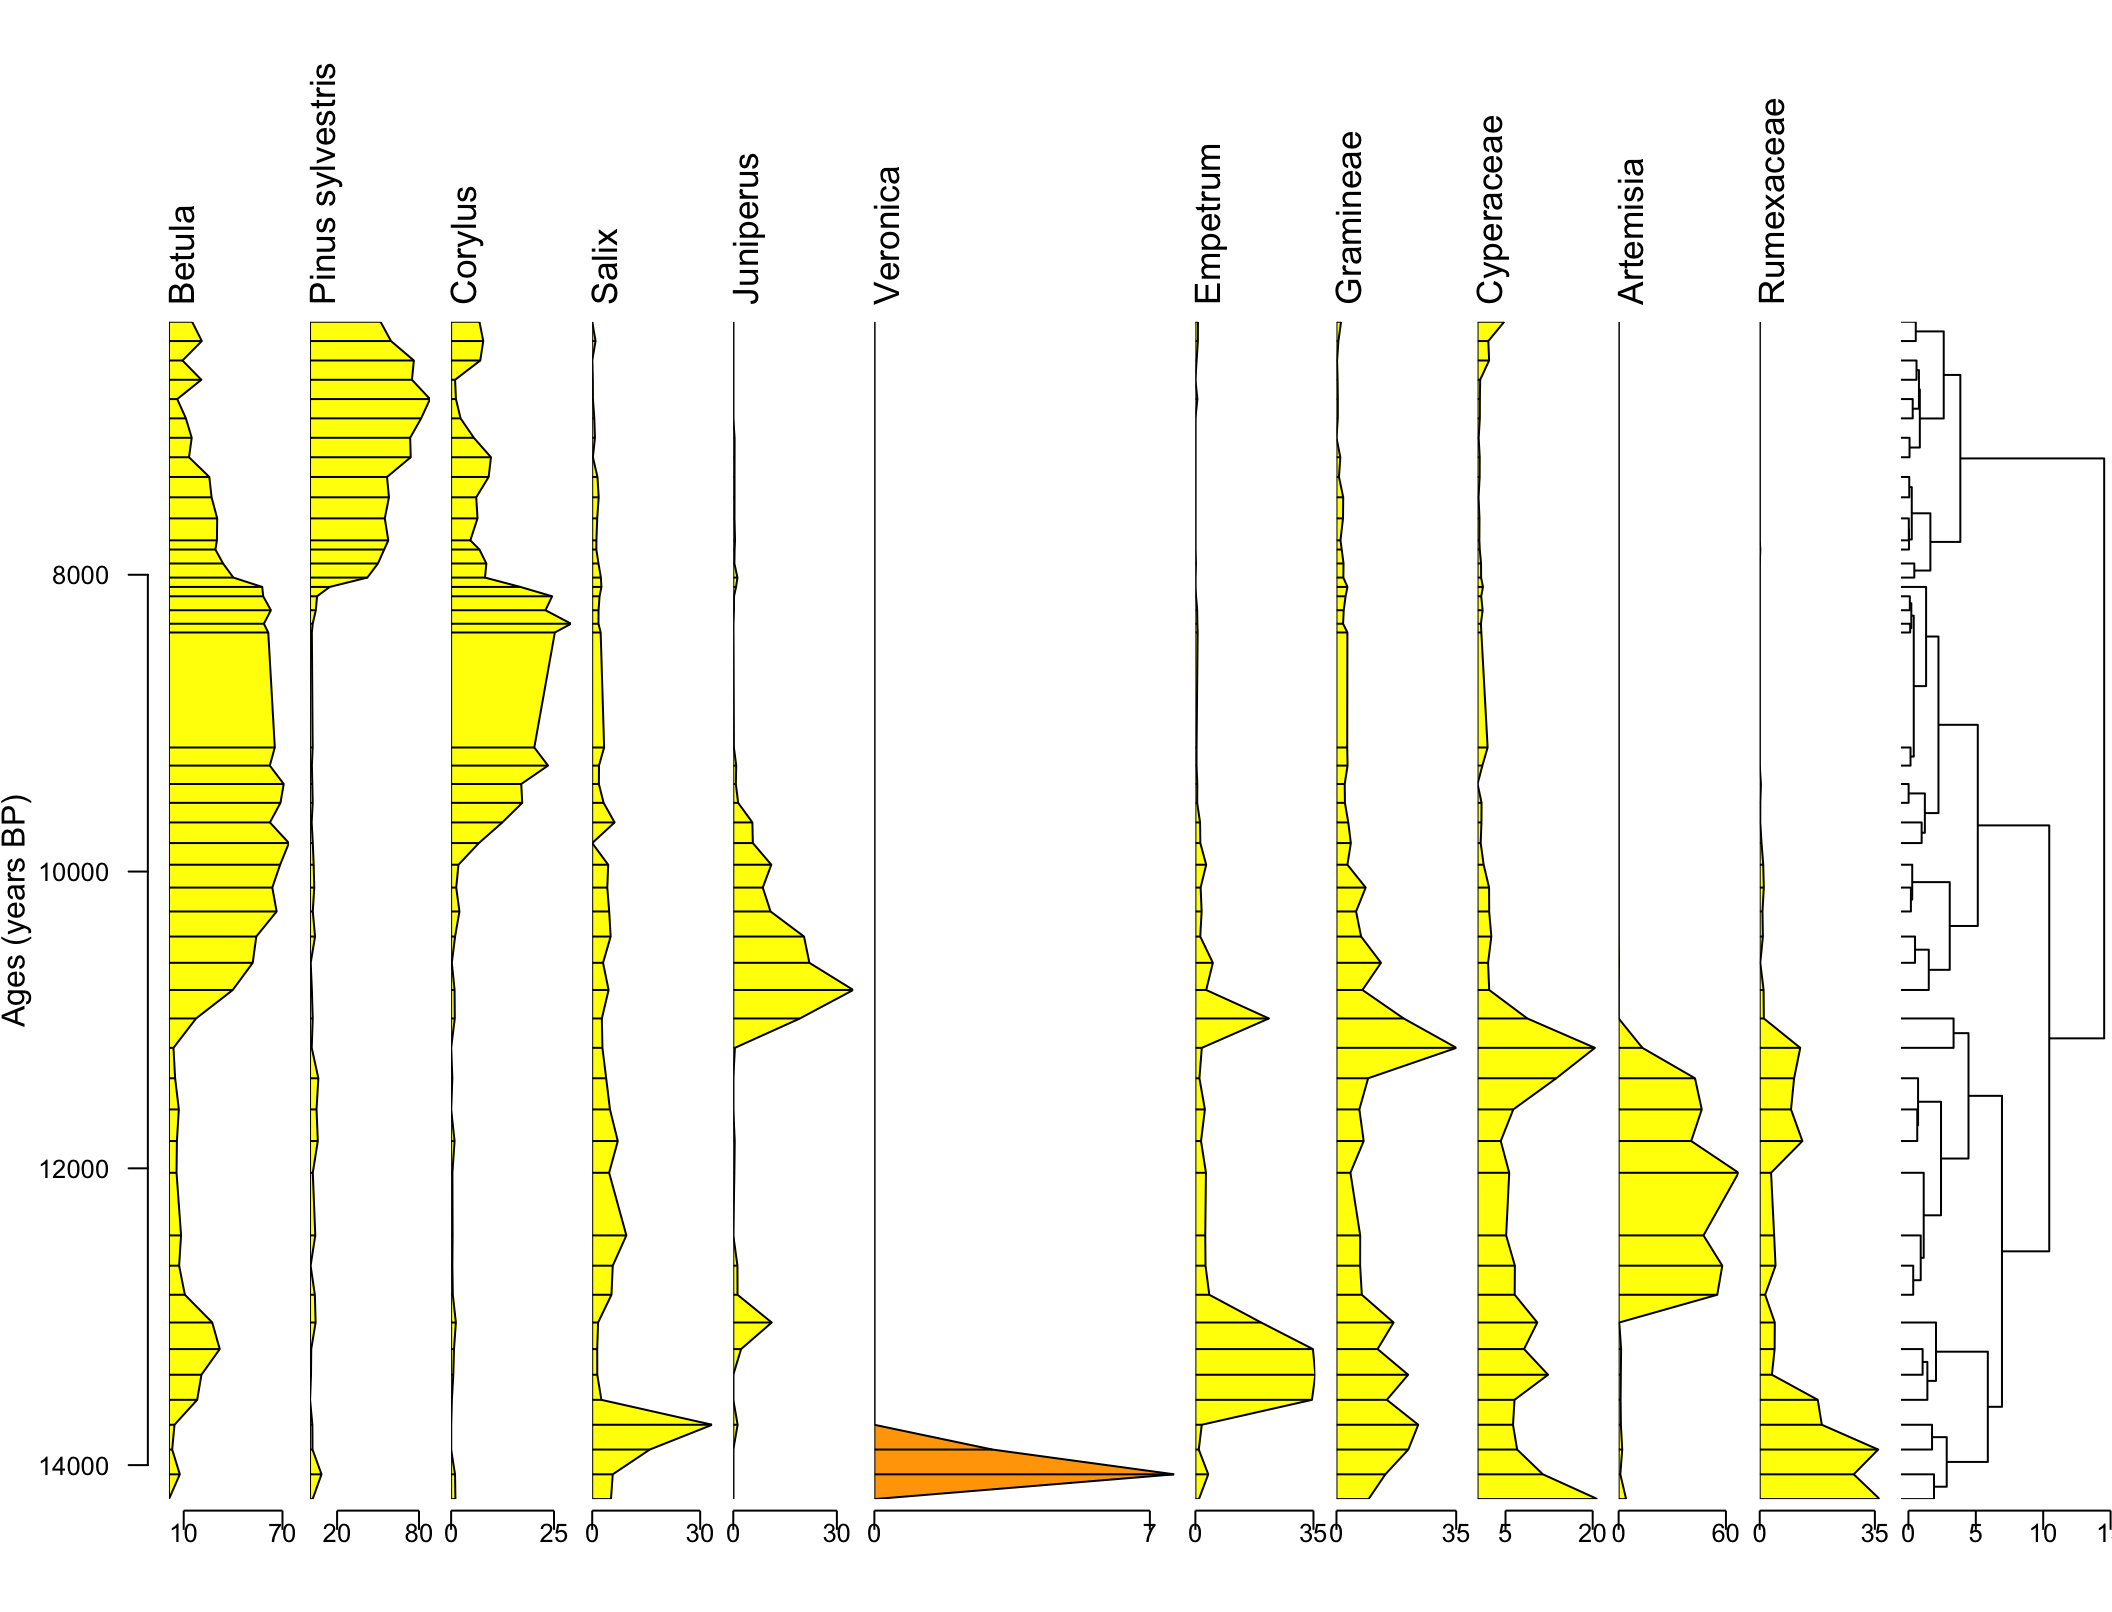 Betula
Pinus sylvestris
Corylus
Salix
Juniperus
Veronica
Empetrum
Gramineae
Cyperaceae
Artemisia
Rumexaceae
Ages (years BP)
8000
10000
12000
14000
10 70 20 80 0 25 0 30 0 30 0 7 0 35 0 35 5 20 0 60 0 35 0 5 10